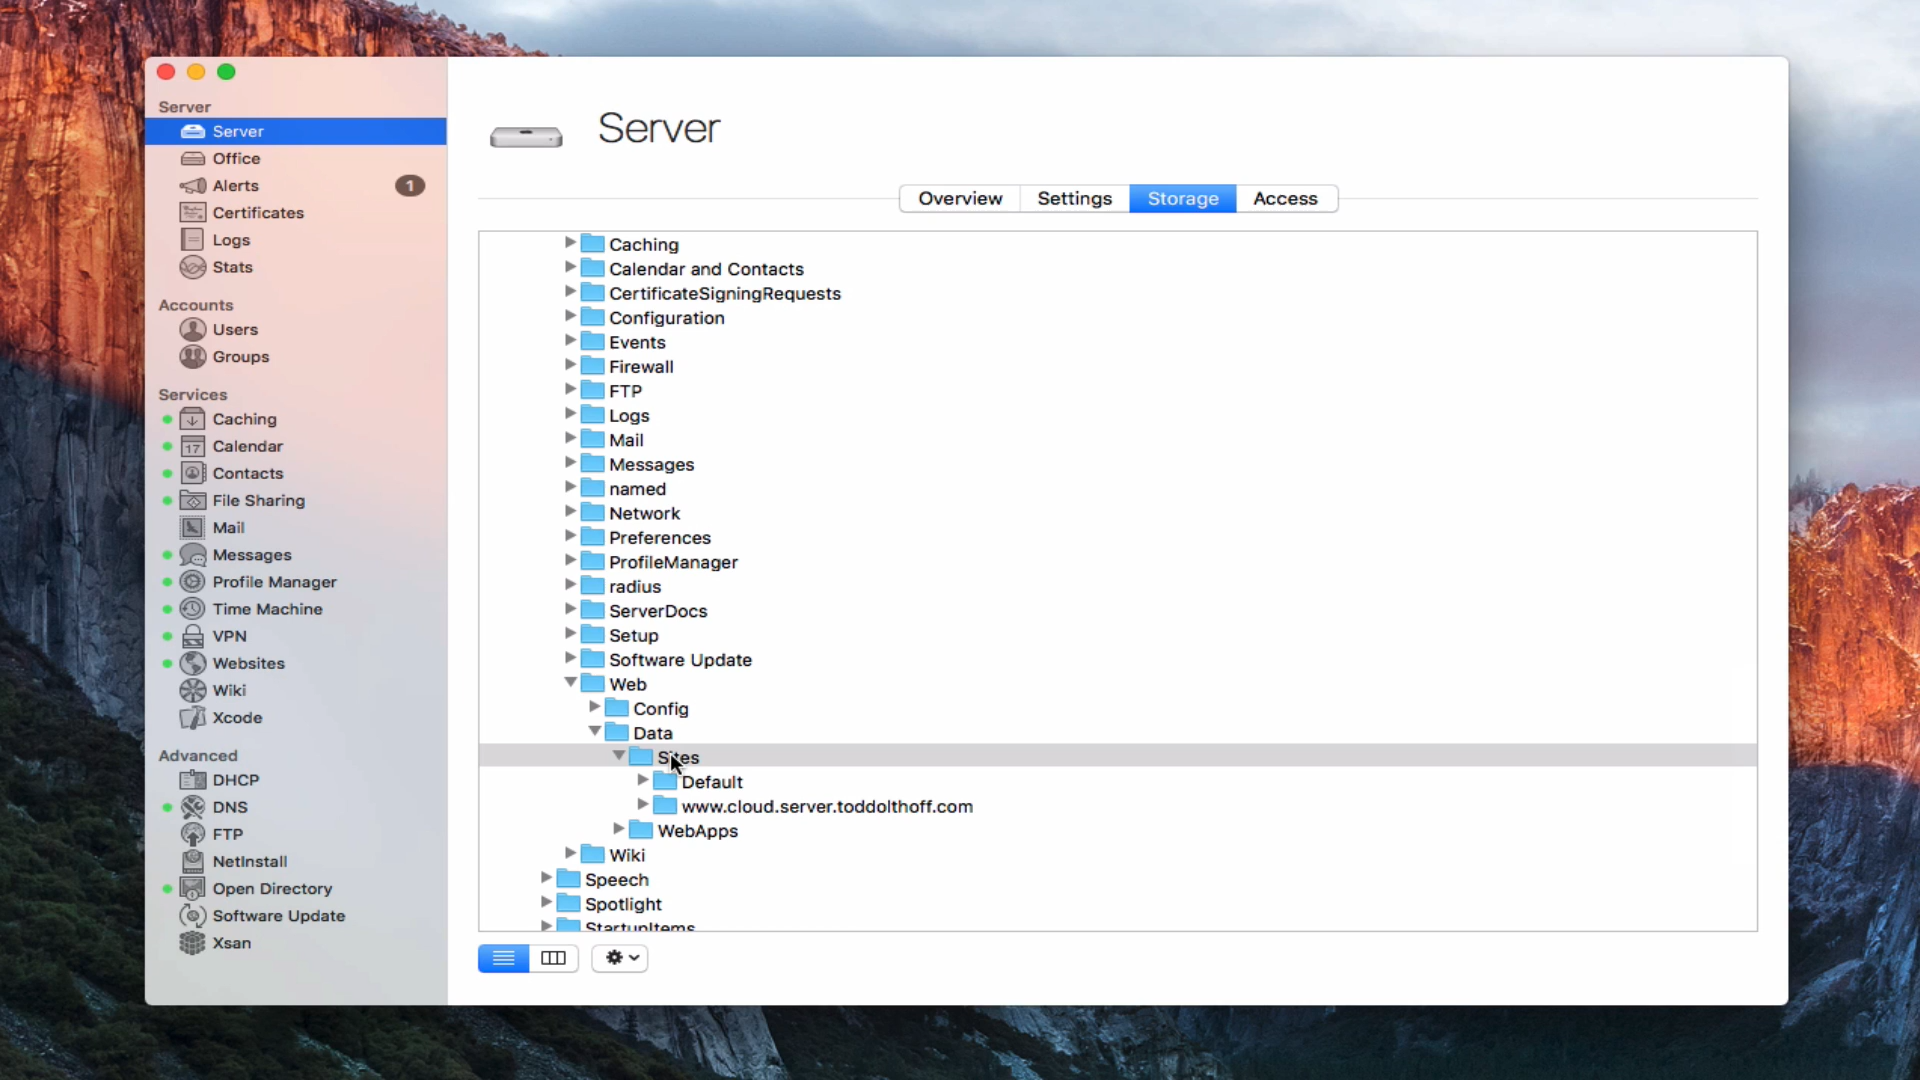 Server
Server
Office
Alerts 1
Certificates
Logs
Stats
Accounts
Users
Groups
Services
Caching
17 Calendar
Contacts
File Sharing
Mail
Messages
Profile Manager
Time Machine
VPN
Websites
Wiki
Xcode
Advanced
DHCP
DNS
FTP
NetInstall
Open Directory
Software Update
Xsan
Server
Overview Settings Storage Access
Caching
Calendar and Contacts
CertificateSigningRequests
Configuration
Events
Firewall
FTP
Logs
Mail
Messages
named
Network
Preferences
ProfileManager
radius
ServerDocs
Setup
Software Update
Web
Config
Data
Sites
Default
www.cloud.server.toddolthoff.com
WebApps
Wiki
Speech
Spotlight
StartupItems